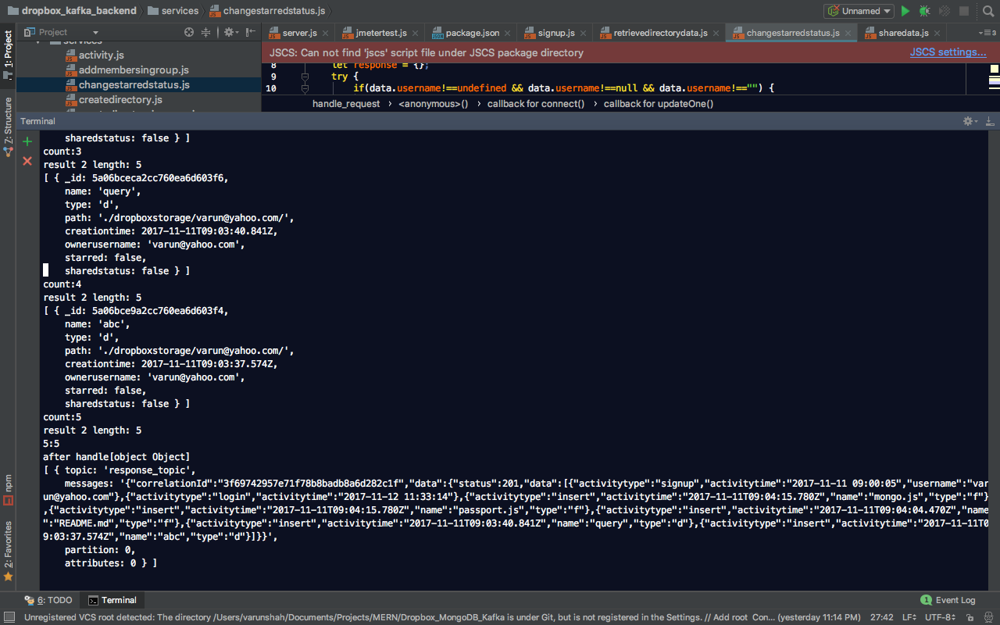 dropbox_kafka_backend services changestarredstatus.js Unnamed
1: Project
Project
server.js jmetertest.js package.json signup.js retrievedirectorydata.js changestarredstatus.js sharedata.js 3
services
activity.js
addmembersingroup.js
changestarredstatus.js
createdirectory.js
JSCS: Can not find 'jscs' script file under JSCS package directory JSCS settings...
8 let response = {};
9 try {
10 if(data.username!==undefined && data.username!==null && data.username!=="") {
handle_request › <anonymous>() › callback for connect() › callback for updateOne()
Z: Structure
Terminal
sharedstatus: false } ]
count:3
result 2 length: 5
[ { _id: 5a06bceca2cc760ea6d603f6,
name: 'query',
type: 'd',
path: './dropboxstorage/varun@yahoo.com/',
creationtime: 2017-11-11T09:03:40.841Z,
ownerusername: 'varun@yahoo.com',
starred: false,
sharedstatus: false } ]
count:4
result 2 length: 5
[ { _id: 5a06bce9a2cc760ea6d603f4,
name: 'abc',
type: 'd',
path: './dropboxstorage/varun@yahoo.com/',
creationtime: 2017-11-11T09:03:37.574Z,
ownerusername: 'varun@yahoo.com',
starred: false,
sharedstatus: false } ]
count:5
result 2 length: 5
5:5
after handle[object Object]
[ { topic: 'response_topic',
messages: '{"correlationId":"3f69742957e71f78b8badb8a6d282c1f","data":{"status":201,"data":[{"activitytype":"signup","activitytime":"2017-11-11 09:00:05","username":"var
un@yahoo.com"},{"activitytype":"login","activitytime":"2017-11-12 11:33:14"},{"activitytype":"insert","activitytime":"2017-11-11T09:04:15.780Z","name":"mongo.js","type":"f"}
,{"activitytype":"insert","activitytime":"2017-11-11T09:04:15.780Z","name":"passport.js","type":"f"},{"activitytype":"insert","activitytime":"2017-11-11T09:04:04.470Z","name
":"README.md","type":"f"},{"activitytype":"insert","activitytime":"2017-11-11T09:03:40.841Z","name":"query","type":"d"},{"activitytype":"insert","activitytime":"2017-11-11T0
9:03:37.574Z","name":"abc","type":"d"}]}}',
partition: 0,
attributes: 0 } ]
npm
2: Favorites
6: TODO Terminal 1 Event Log
Unregistered VCS root detected: The directory /Users/varunshah/Documents/Projects/MERN/Dropbox_MongoDB_Kafka is under Git, but is not registered in the Settings. // Add root Con... (yesterday 11:14 PM) 27:42 LF UTF-8